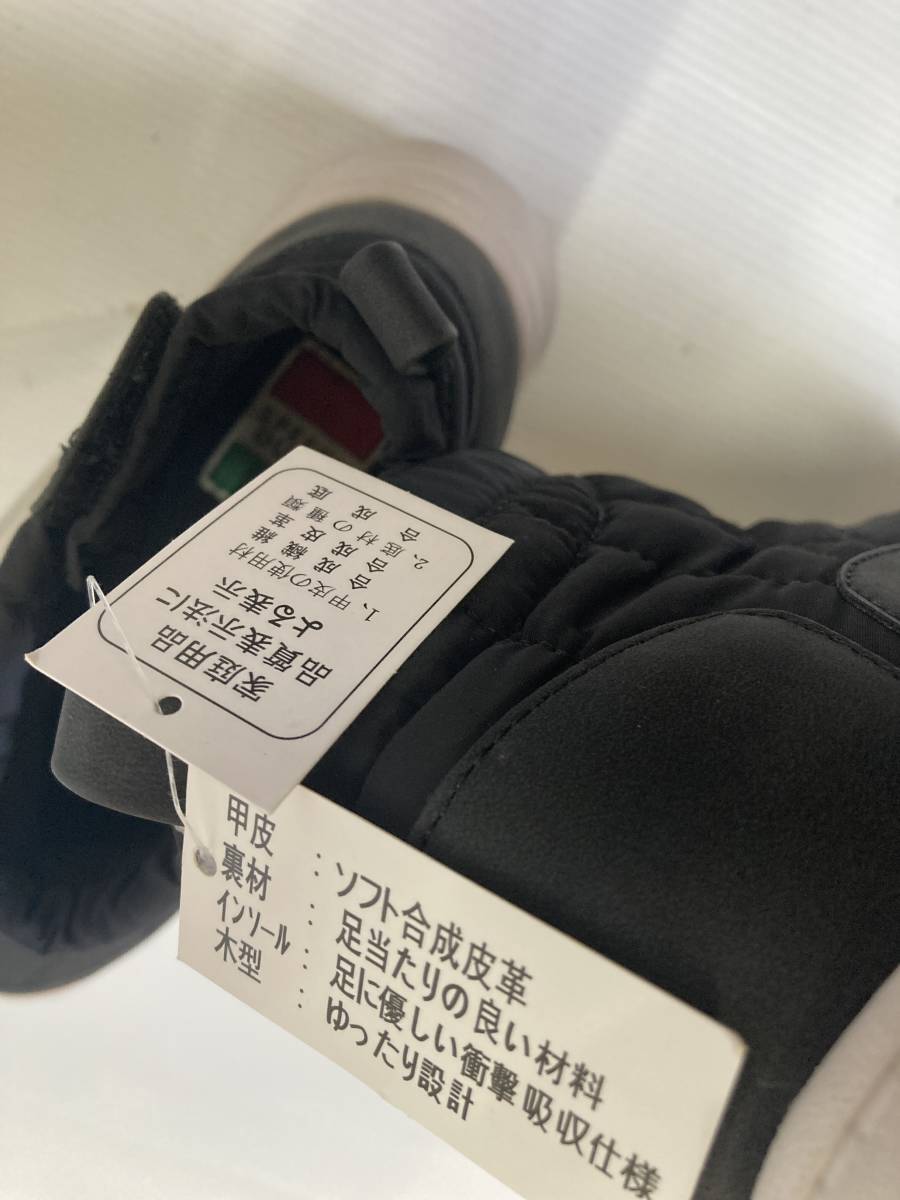 家庭用品
品質表示法に
よる表示
1、甲皮の使用材
合成繊維
合成皮革
2、底材の種類
合成底
甲皮 : ソフト合成皮革
裏材 : 足当たりの良い材料
インソール : 足に優しい衝撃吸収仕様
木型 : ゆったり設計